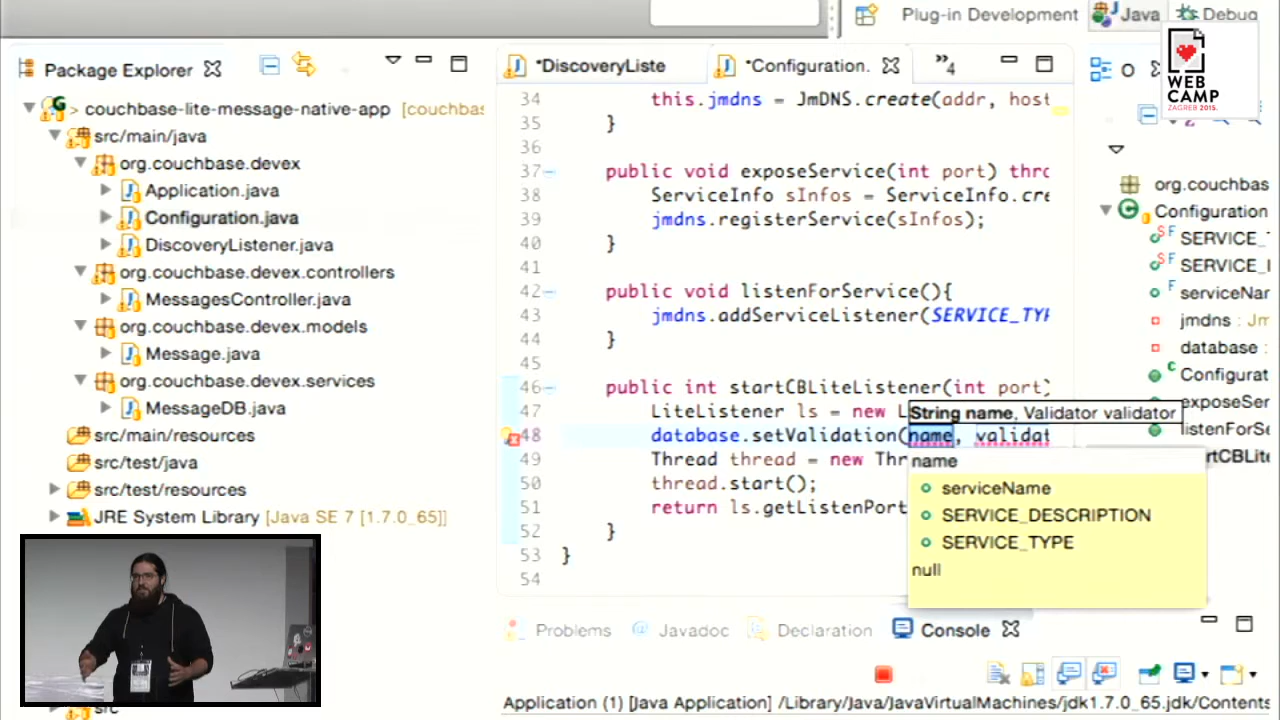 Plug-in Development
Java
Debug
WEB
CAMP
ZAGREB 2015.
Package Explorer
> couchbase-lite-message-native-app [couchbas
src/main/java
org.couchbase.devex
Application.java
Configuration.java
DiscoveryListener.java
org.couchbase.devex.controllers
MessagesController.java
org.couchbase.devex.models
Message.java
org.couchbase.devex.services
MessageDB.java
src/main/resources
src/test/java
src/test/resources
JRE System Library [Java SE 7 [1.7.0_65]]
src
*DiscoveryListe
*Configuration.
»4
34 this.jmdns = JmDNS.create(addr, host
35 }
36
37 public void exposeService(int port) thro
38 ServiceInfo sInfos = ServiceInfo.cre
39 jmdns.registerService(sInfos);
40 }
41
42 public void listenForService(){
43 jmdns.addServiceListener(SERVICE_TYP
44 }
45
46 public int startCBLiteListener(int port)
47 LiteListener ls = new L
String name, Validator validator
48 database.setValidation(name, validat
49 Thread thread = new Thr
50 thread.start();
51 return ls.getListenPort
52 }
53 }
54
name
serviceName
SERVICE_DESCRIPTION
SERVICE_TYPE
null
O
org.couchbas
Configuration
SERVICE_
SERVICE_
serviceNam
jmdns : Jm
database :
Configurat
exposeSer
listenForSe
rtCBLite
Problems
@ Javadoc
Declaration
Console
Application (1) [Java Application] /Library/Java/JavaVirtualMachines/jdk1.7.0_65.jdk/Contents